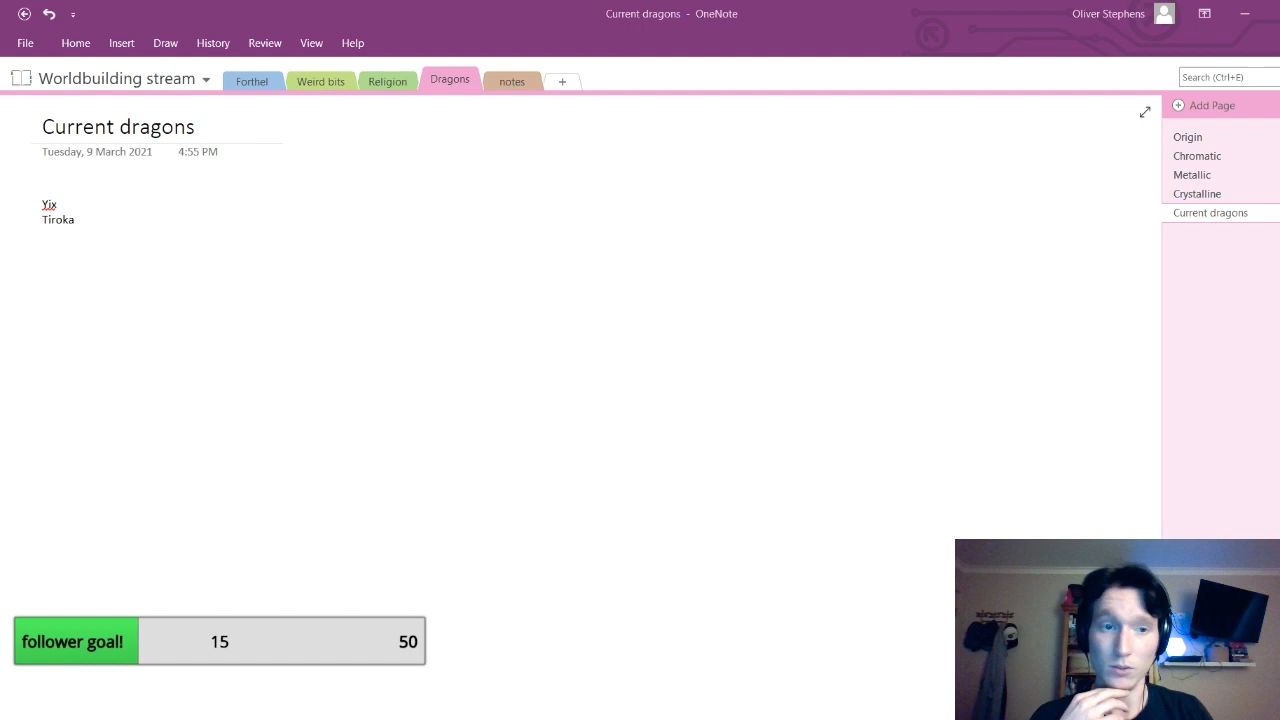 Current dragons - OneNote
Oliver Stephens
File Home Insert Draw History Review View Help
Worldbuilding stream
Forthel Weird bits Religion Dragons notes +
Search (Ctrl+E)
Add Page
Current dragons
Tuesday, 9 March 2021 4:55 PM
Yix
Tiroka
Origin
Chromatic
Metallic
Crystalline
Current dragons
follower goal! 15 50